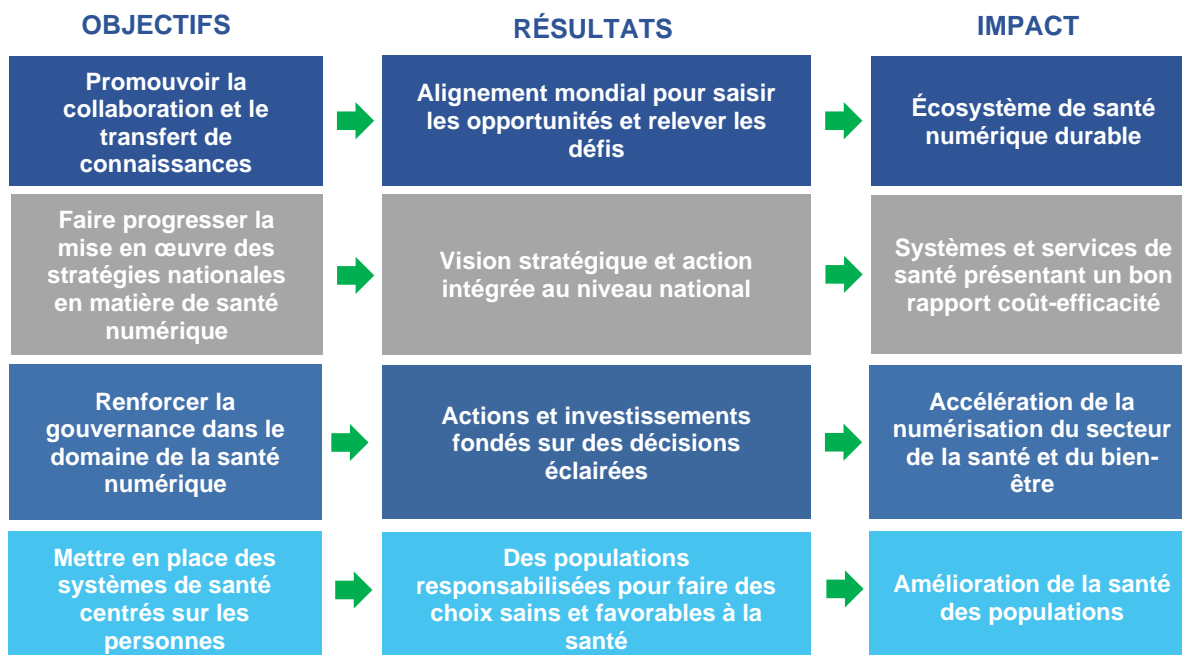 OBJECTIFS
RÉSULTATS
IMPACT
Promouvoir la
collaboration et le
transfert de
connaissances
Alignement mondial pour saisir
les opportunités et relever les
défis
Écosystème de santé
numérique durable
Faire progresser la
mise en œuvre des
stratégies nationales
en matière de santé
numérique
Vision stratégique et action
intégrée au niveau national
Systèmes et services de
santé présentant un bon
rapport coût-efficacité
Renforcer la
gouvernance dans le
domaine de la santé
numérique
Actions et investissements
fondés sur des décisions
éclairées
Accélération de la
numérisation du secteur
de la santé et du bien-
être
Mettre en place des
systèmes de santé
centrés sur les
personnes
Des populations
responsabilisées pour faire des
choix sains et favorables à la
santé
Amélioration de la santé
des populations